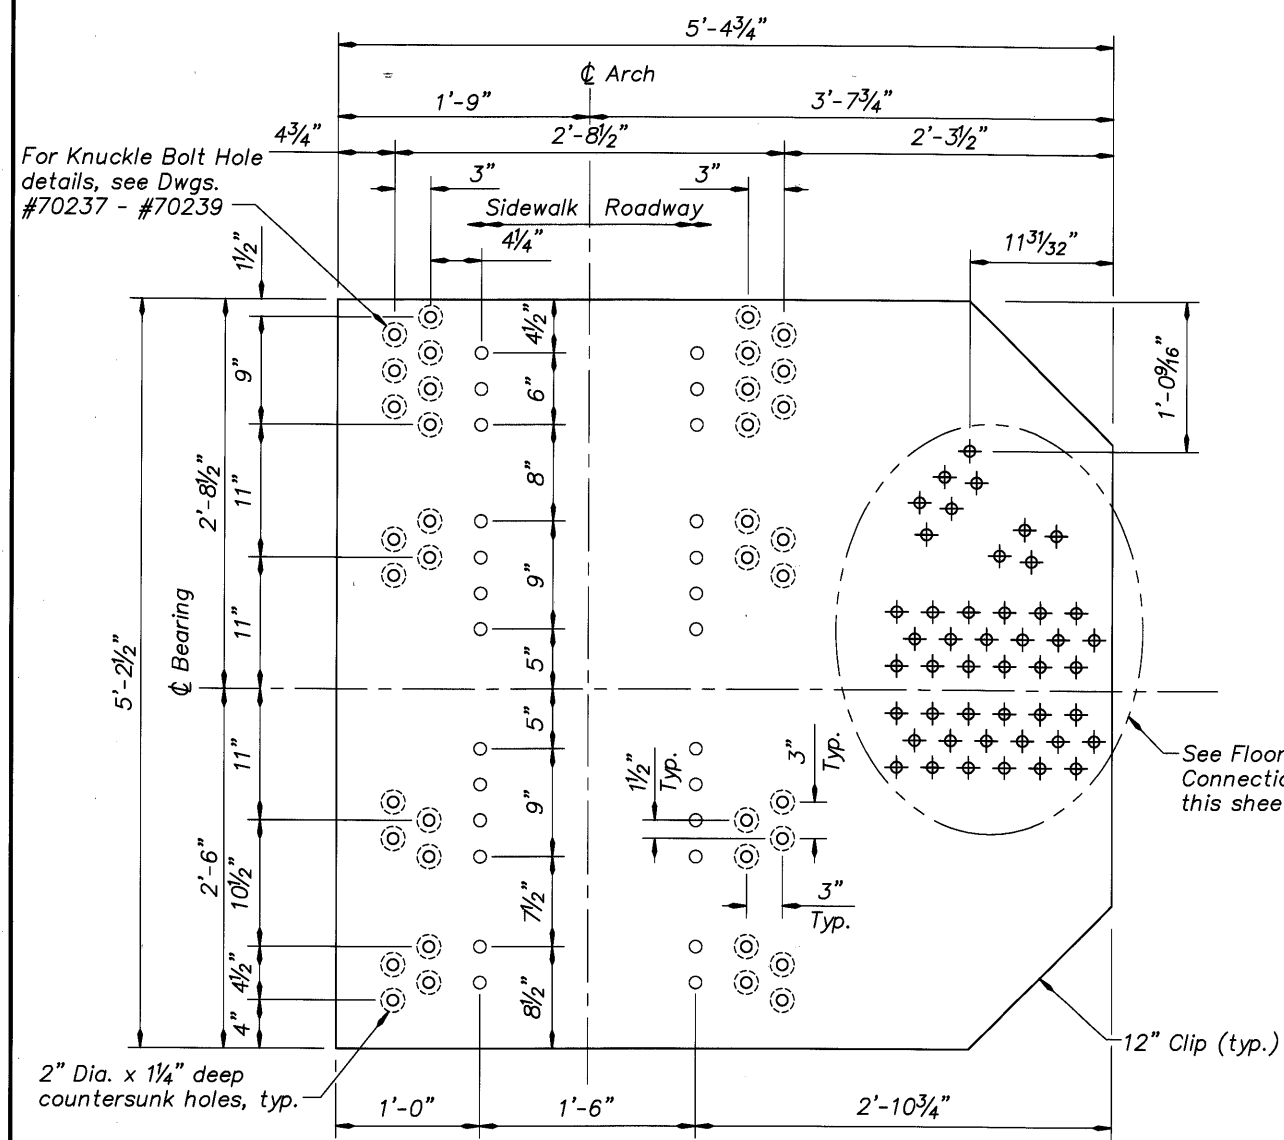 5'-4¾"
℄ Arch
1'-9"
3'-7¾"
4¾"
2'-8½"
2'-3½"
For Knuckle Bolt Hole
details, see Dwgs.
#70237 - #70239
3"
3"
Sidewalk Roadway
4¼"
11 31/32"
1½"
4½"
9"
6"
1'-0 9/16"
2'-8½"
11"
8"
℄ Bearing
11"
9"
5'-2½"
5"
11"
5"
1½"
Typ.
3"
Typ.
See Floor
Connectio
this shee
9"
2'-6"
10½"
7½"
3"
Typ.
4½"
8½"
4"
12" Clip (typ.)
2" Dia. x 1¼" deep
countersunk holes, typ.
1'-0"
1'-6"
2'-10¾"